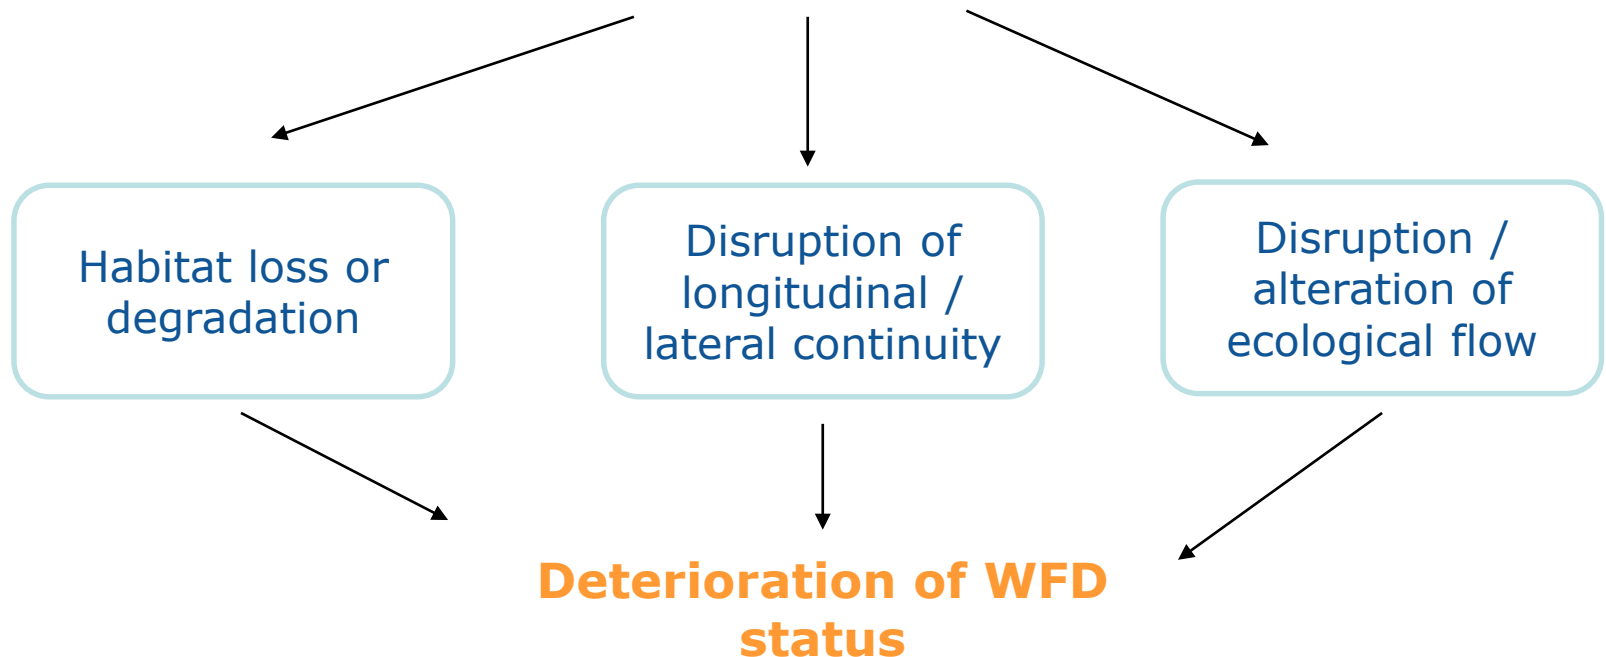 Habitat loss or
degradation
Disruption of
longitudinal /
lateral continuity
Disruption /
alteration of
ecological flow
Deterioration of WFD
status